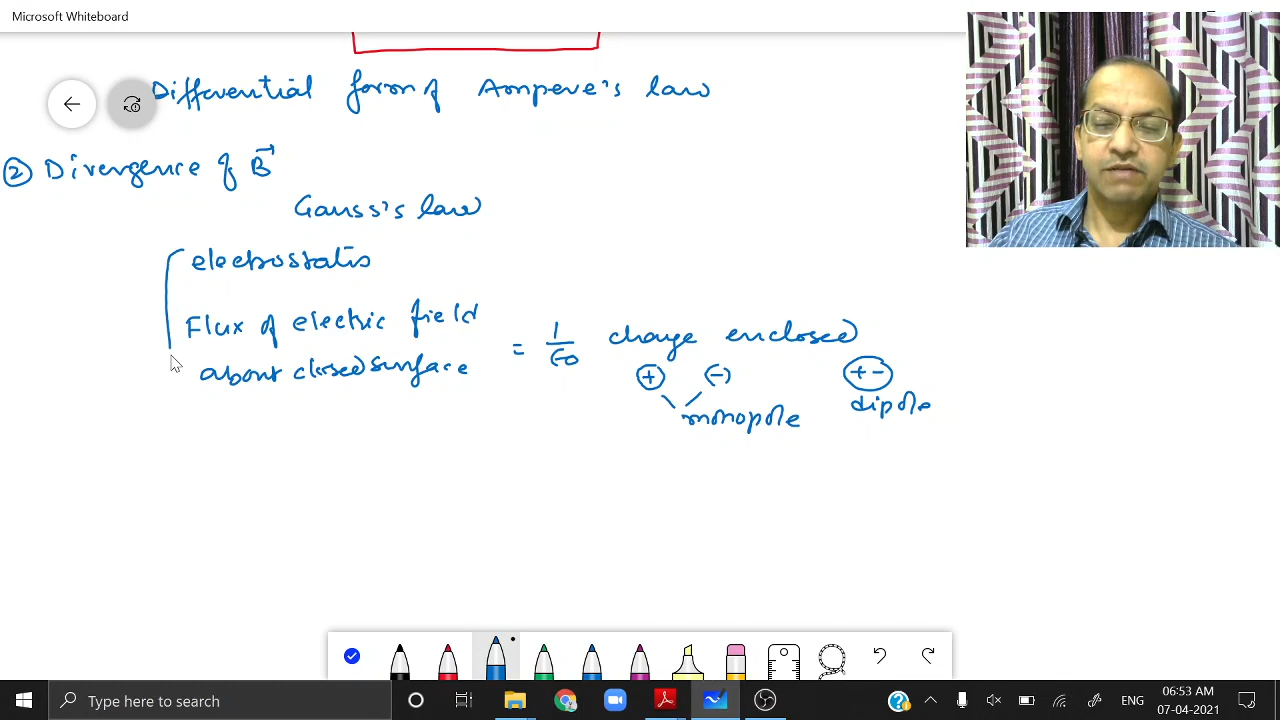 Microsoft Whiteboard
Differential form of Ampere's law
② Divergence of B⃗
Gauss's law
electrostatis
Flux of electric field
about closed surface
= 1/ε0 charge enclosed
+ (-) + -
monopole dipole
Type here to search
ENG
06:53 AM
07-04-2021